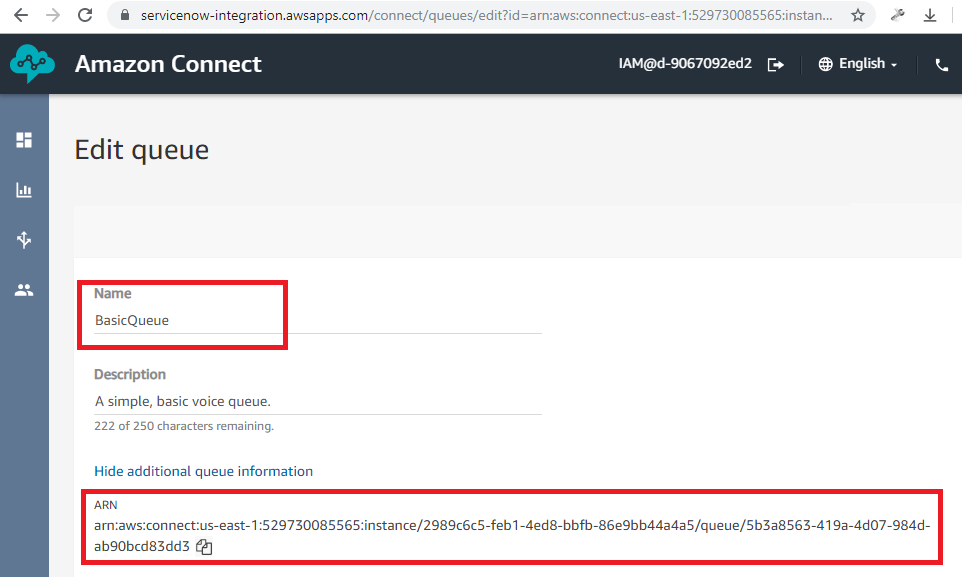 servicenow-integration.awsapps.com/connect/queues/edit?id=arn:aws:connect:us-east-1:529730085565:instan...
Amazon Connect
IAM@d-9067092ed2
English
Edit queue
Name
BasicQueue
Description
A simple, basic voice queue.
222 of 250 characters remaining.
Hide additional queue information
ARN
arn:aws:connect:us-east-1:529730085565:instance/2989c6c5-feb1-4ed8-bbfb-86e9bb44a4a5/queue/5b3a8563-419a-4d07-984d-
ab90bcd83dd3